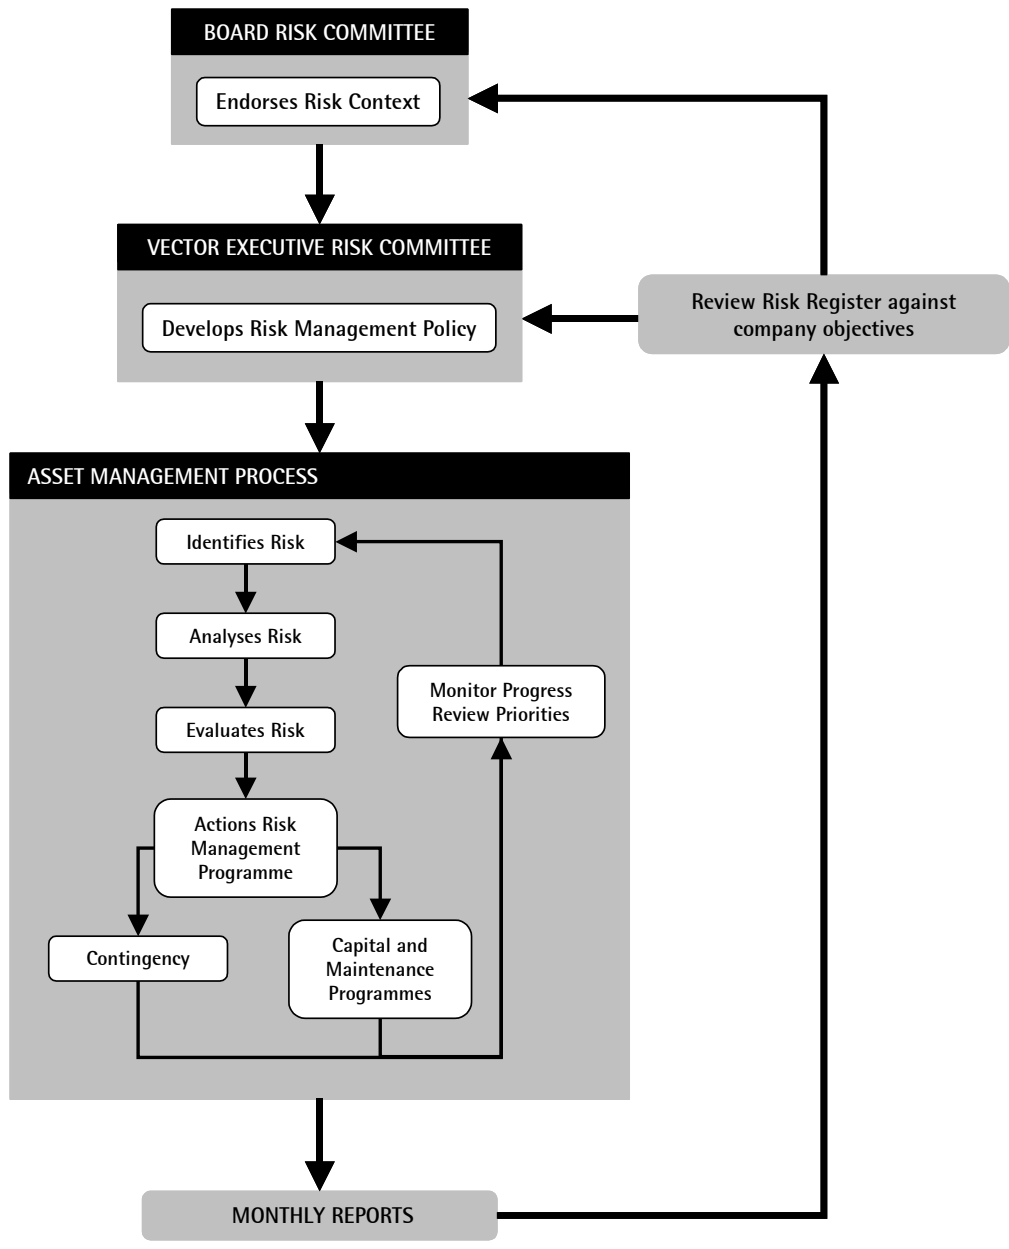 BOARD RISK COMMITTEE
Endorses Risk Context
VECTOR EXECUTIVE RISK COMMITTEE
Develops Risk Management Policy
Review Risk Register against
company objectives
ASSET MANAGEMENT PROCESS
Identifies Risk
Analyses Risk
Monitor Progress
Review Priorities
Evaluates Risk
Actions Risk
Management
Programme
Contingency
Capital and
Maintenance
Programmes
MONTHLY REPORTS